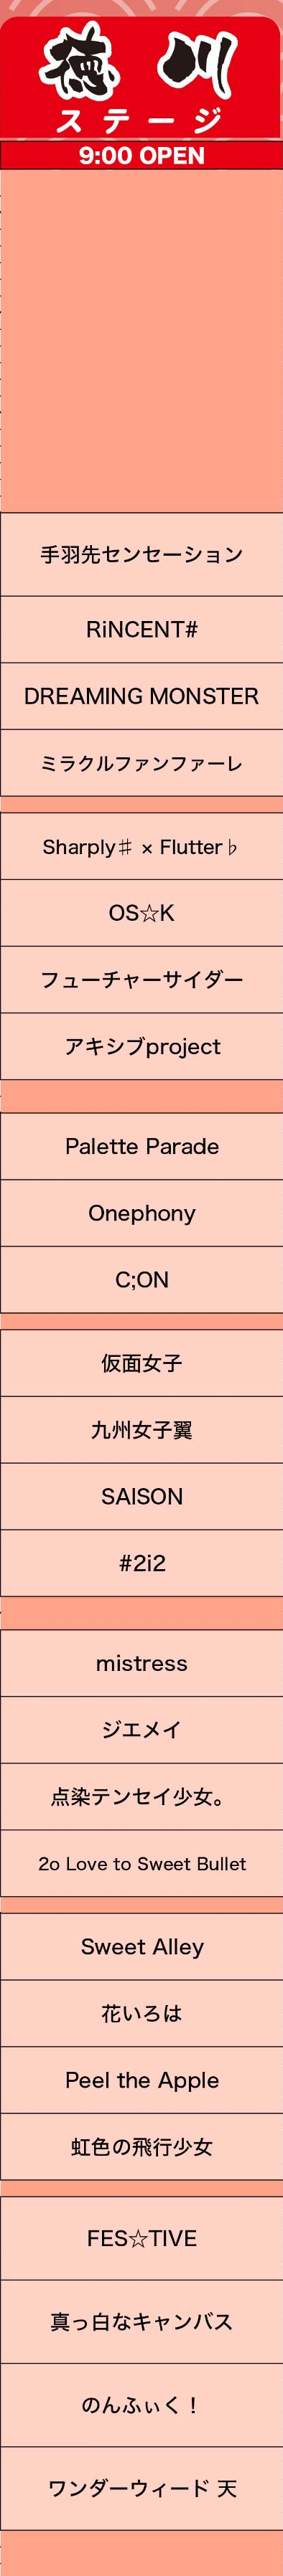 徳川
ステージ
9:00 OPEN
手羽先センセーション
RiNCENT#
DREAMING MONSTER
ミラクルファンファーレ
Sharply♯ × Flutter♭
OS☆K
フューチャーサイダー
アキシブproject
Palette Parade
Onephony
C;ON
仮面女子
九州女子翼
SAISON
#2i2
mistress
ジエメイ
点染テンセイ少女。
2o Love to Sweet Bullet
Sweet Alley
花いろは
Peel the Apple
虹色の飛行少女
FES☆TIVE
真っ白なキャンバス
のんふぃく！
ワンダーウィード 天